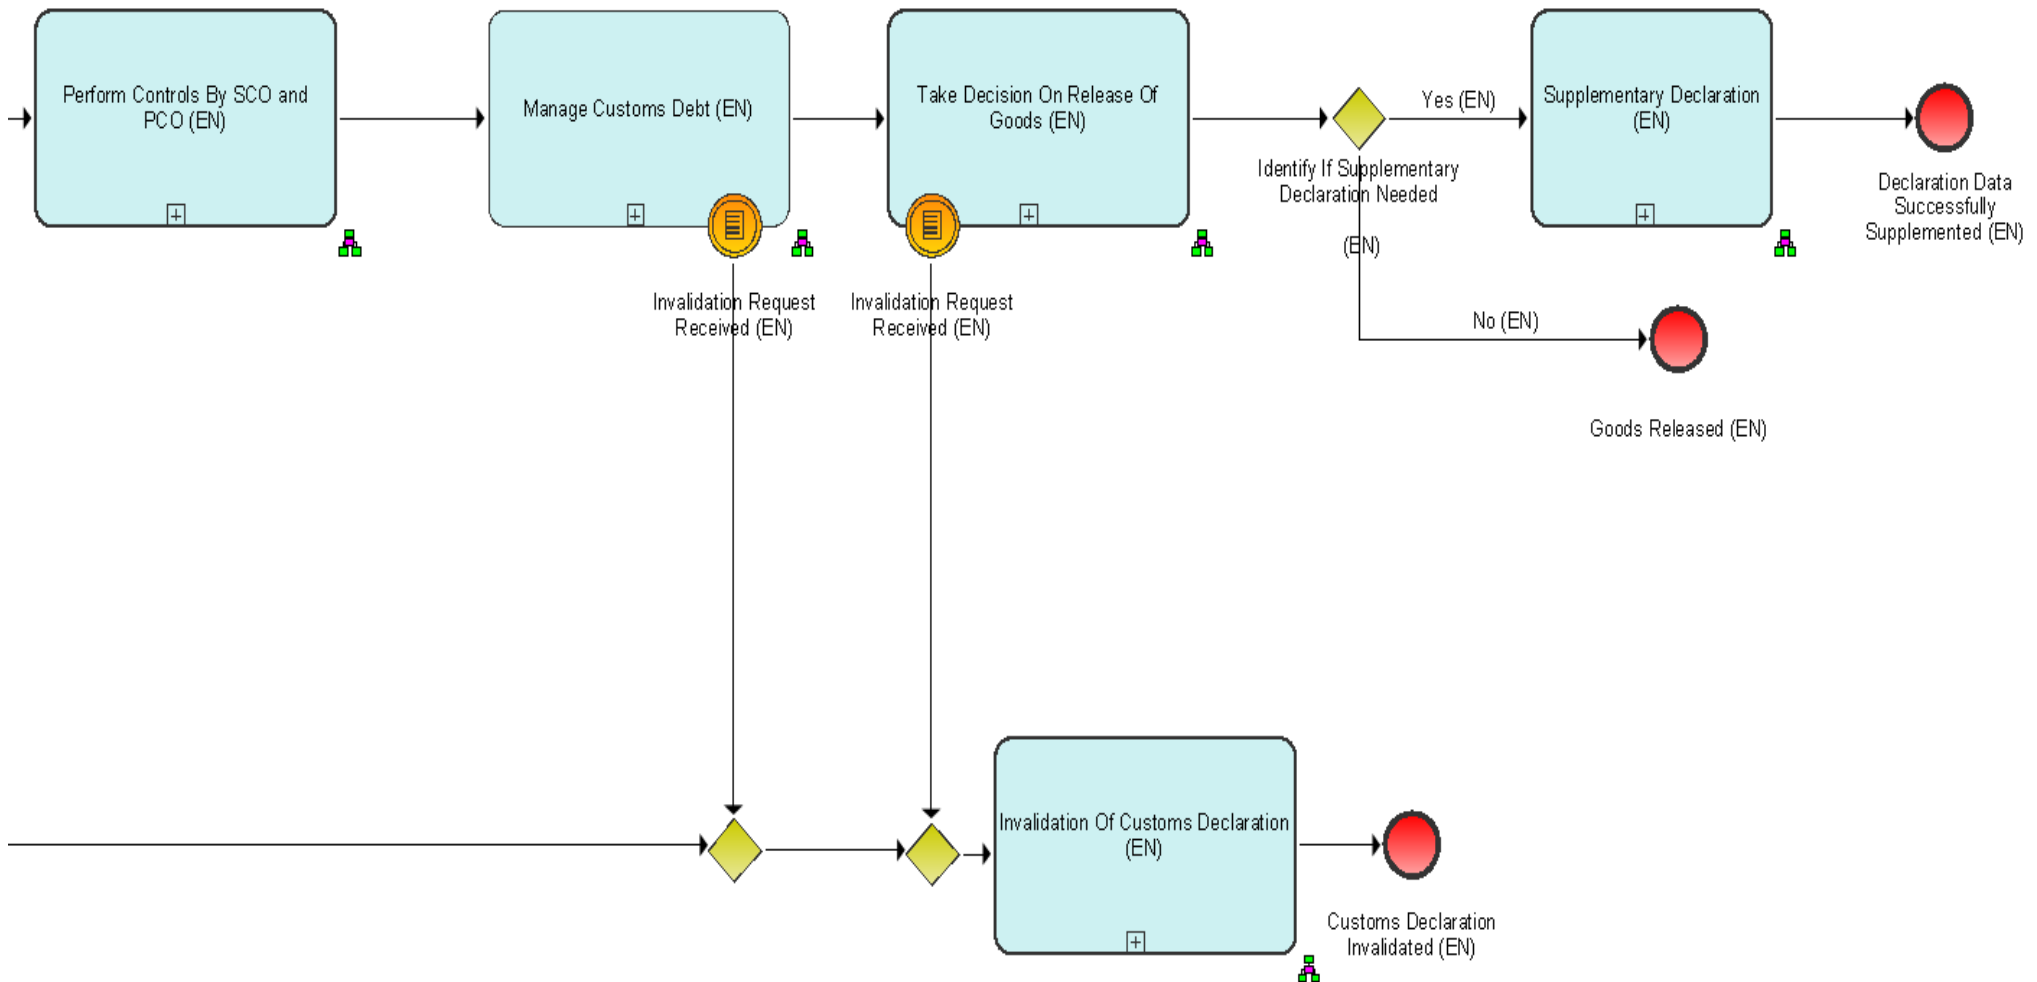 Perform Controls By SCO and
PCO (EN)
Manage Customs Debt (EN)
Take Decision On Release Of
Goods (EN)
Yes (EN)
Supplementary Declaration
(EN)
Identify If Supplementary
Declaration Needed
(EN)
Declaration Data
Successfully
Supplemented (EN)
Invalidation Request
Received (EN)
Invalidation Request
Received (EN)
No (EN)
Goods Released (EN)
Invalidation Of Customs Declaration
(EN)
Customs Declaration
Invalidated (EN)